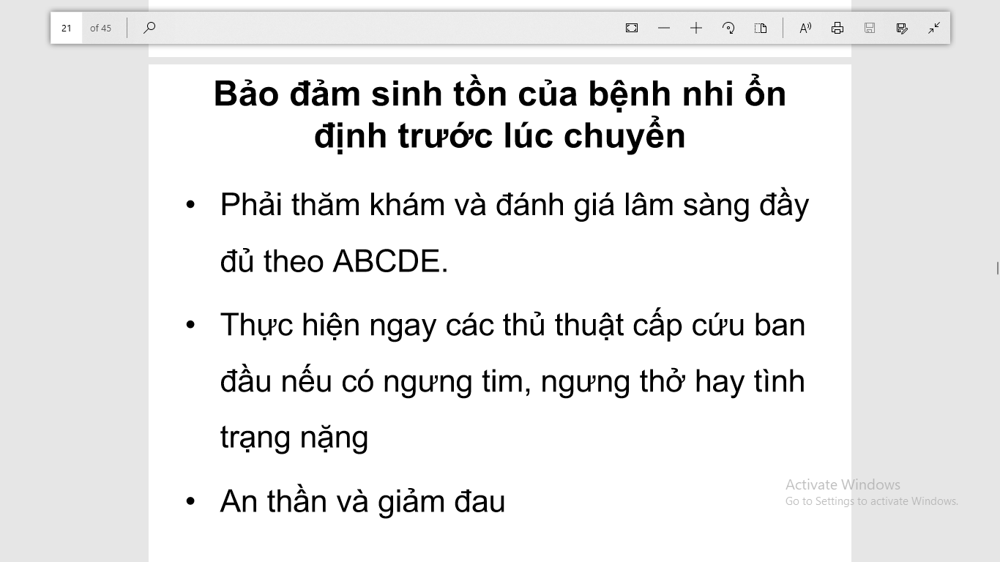 21 of 45
Bảo đảm sinh tồn của bệnh nhi ổn
định trước lúc chuyển
• Phải thăm khám và đánh giá lâm sàng đầy
đủ theo ABCDE.
• Thực hiện ngay các thủ thuật cấp cứu ban
đầu nếu có ngưng tim, ngưng thở hay tình
trạng nặng
• An thần và giảm đau
Activate Windows
Go to Settings to activate Windows.